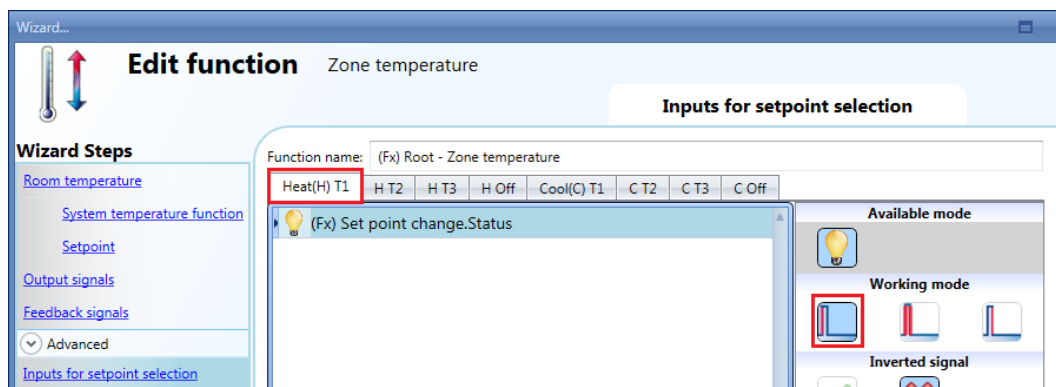 Wizard...
Edit function Zone temperature
Inputs for setpoint selection
Wizard Steps
Room temperature
System temperature function
Setpoint
Output signals
Feedback signals
Advanced
Inputs for setpoint selection
Function name: (Fx) Root - Zone temperature
Heat(H) T1 H T2 H T3 H Off Cool(C) T1 C T2 C T3 C Off
(Fx) Set point change.Status
Available mode
Working mode
Inverted signal